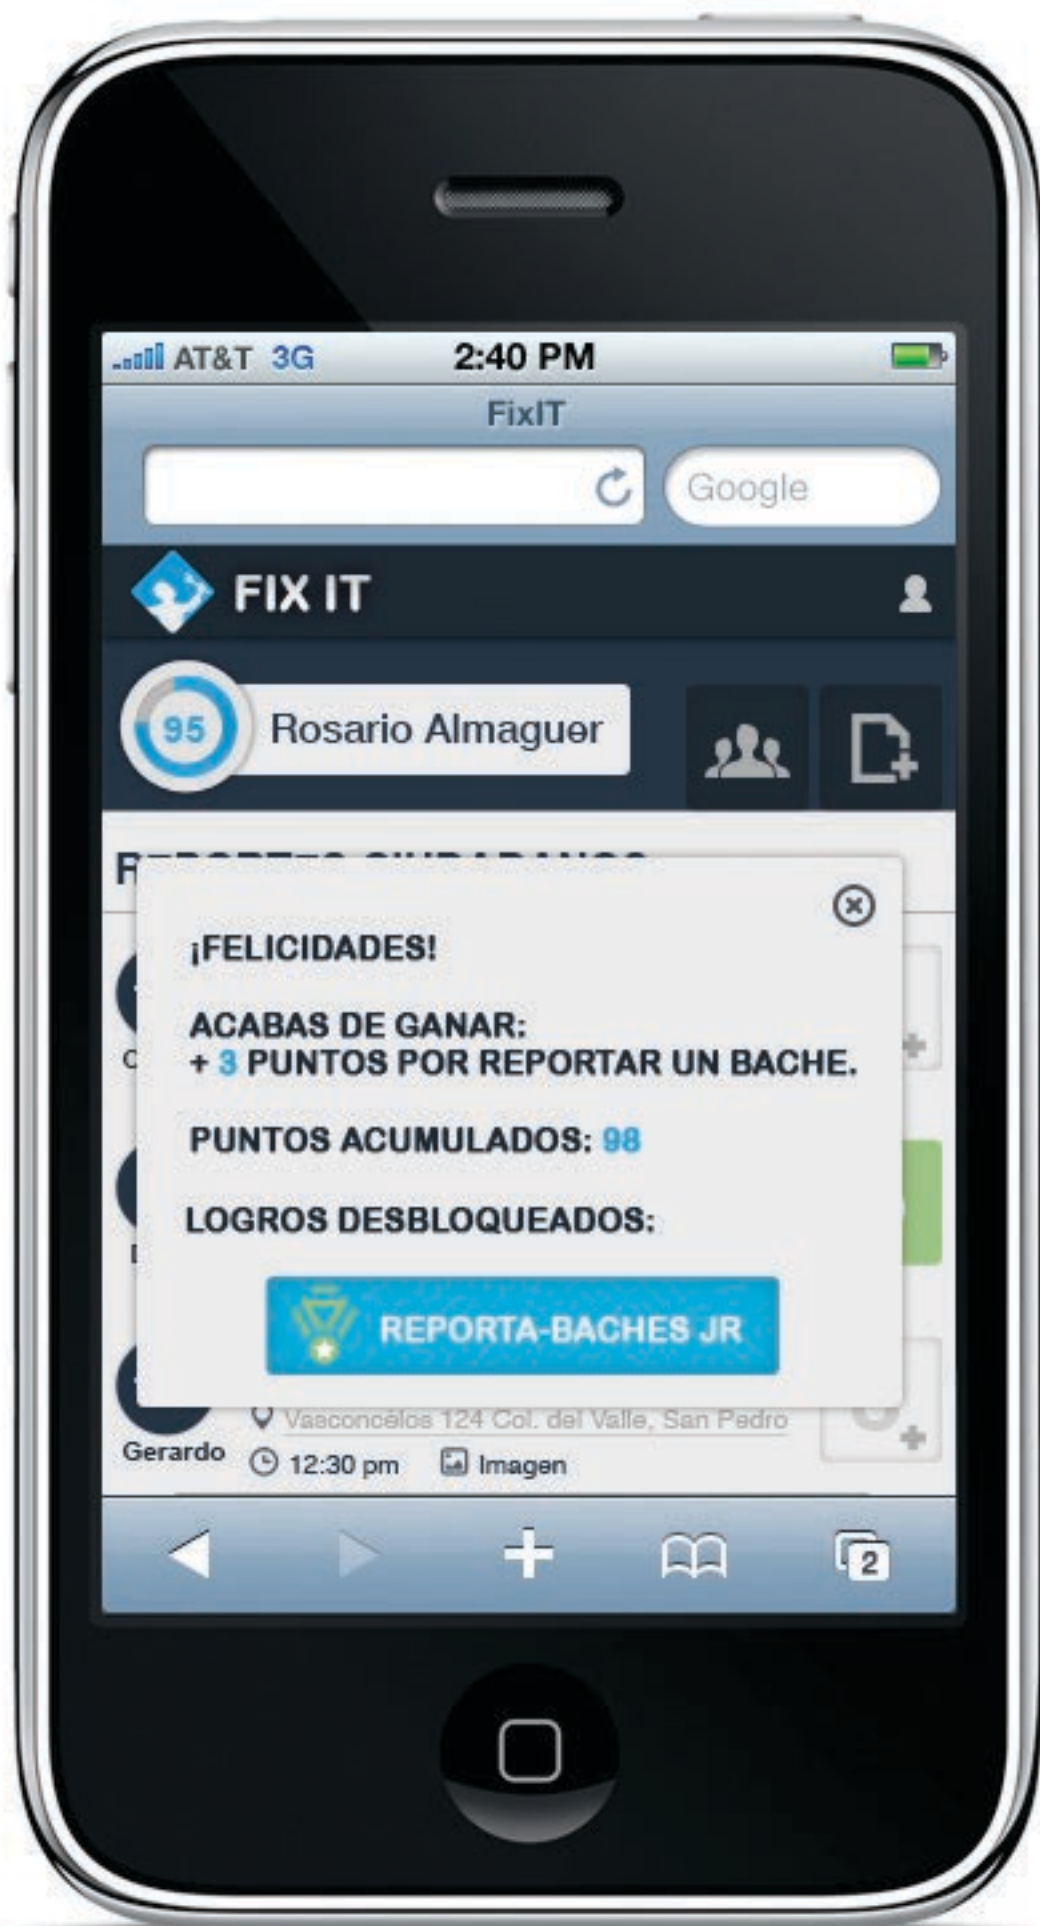 AT&T 3G 2:40 PM
FixIT
Google
FIX IT
95 Rosario Almaguer
¡FELICIDADES!
ACABAS DE GANAR:
+ 3 PUNTOS POR REPORTAR UN BACHE.
PUNTOS ACUMULADOS: 98
LOGROS DESBLOQUEADOS:
REPORTA-BACHES JR
Vasconcélos 124 Col. del Valle, San Pedro
Gerardo 12:30 pm Imagen
2